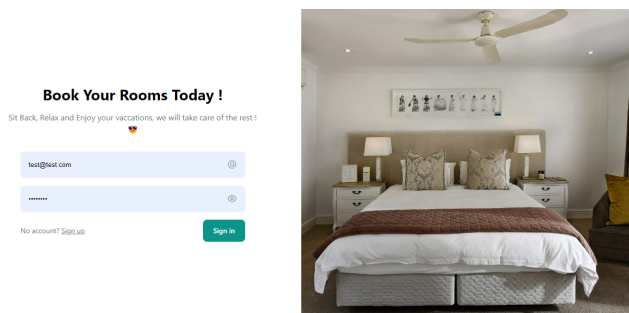 Book Your Rooms Today !
Sit Back, Relax and Enjoy your vaccations, we will take care of the rest !
😎
test@test.com
••••••••
No account? Sign up
Sign in